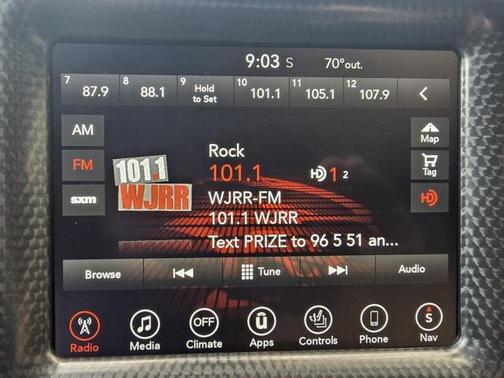 9:03 S 70° out.
7 87.9 8 88.1 9 Hold to Set 10 101.1 11 105.1 12 107.9
AM
FM
sxm
101.1
WJRR
Rock
101.1 HD 1 2
WJRR-FM
101.1 WJRR
Text PRIZE to 96 5 51 an...
Map
Tag
HD
Browse Tune Audio
OFF û S
Radio Media Climate Apps Controls Phone Nav